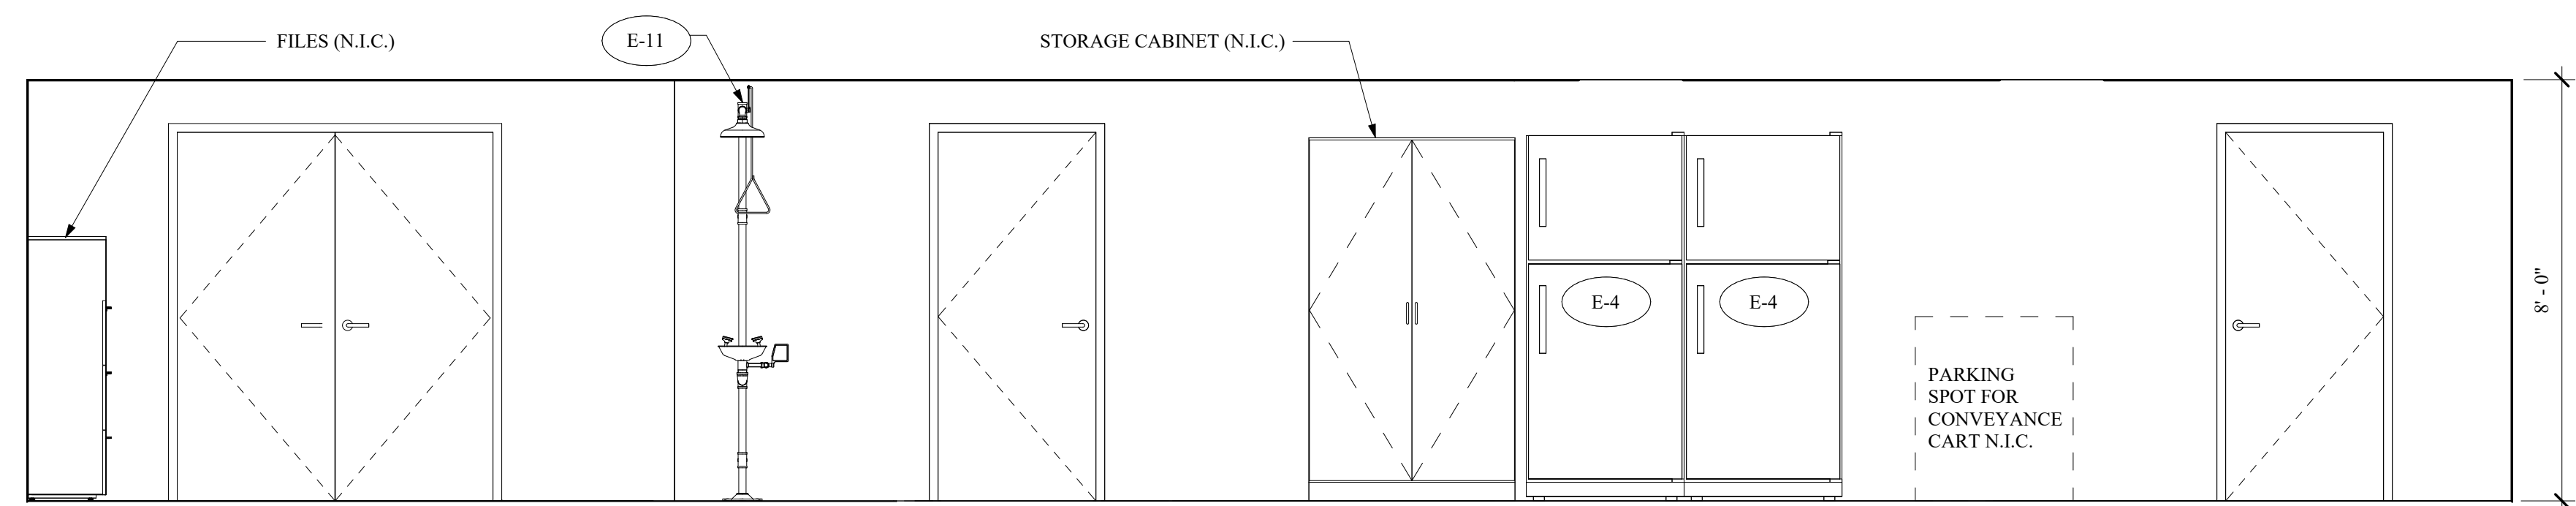 FILES (N.I.C.)
E-11
STORAGE CABINET (N.I.C.)
E-4
E-4
PARKING
SPOT FOR
CONVEYANCE
CART N.I.C.
8' - 0"